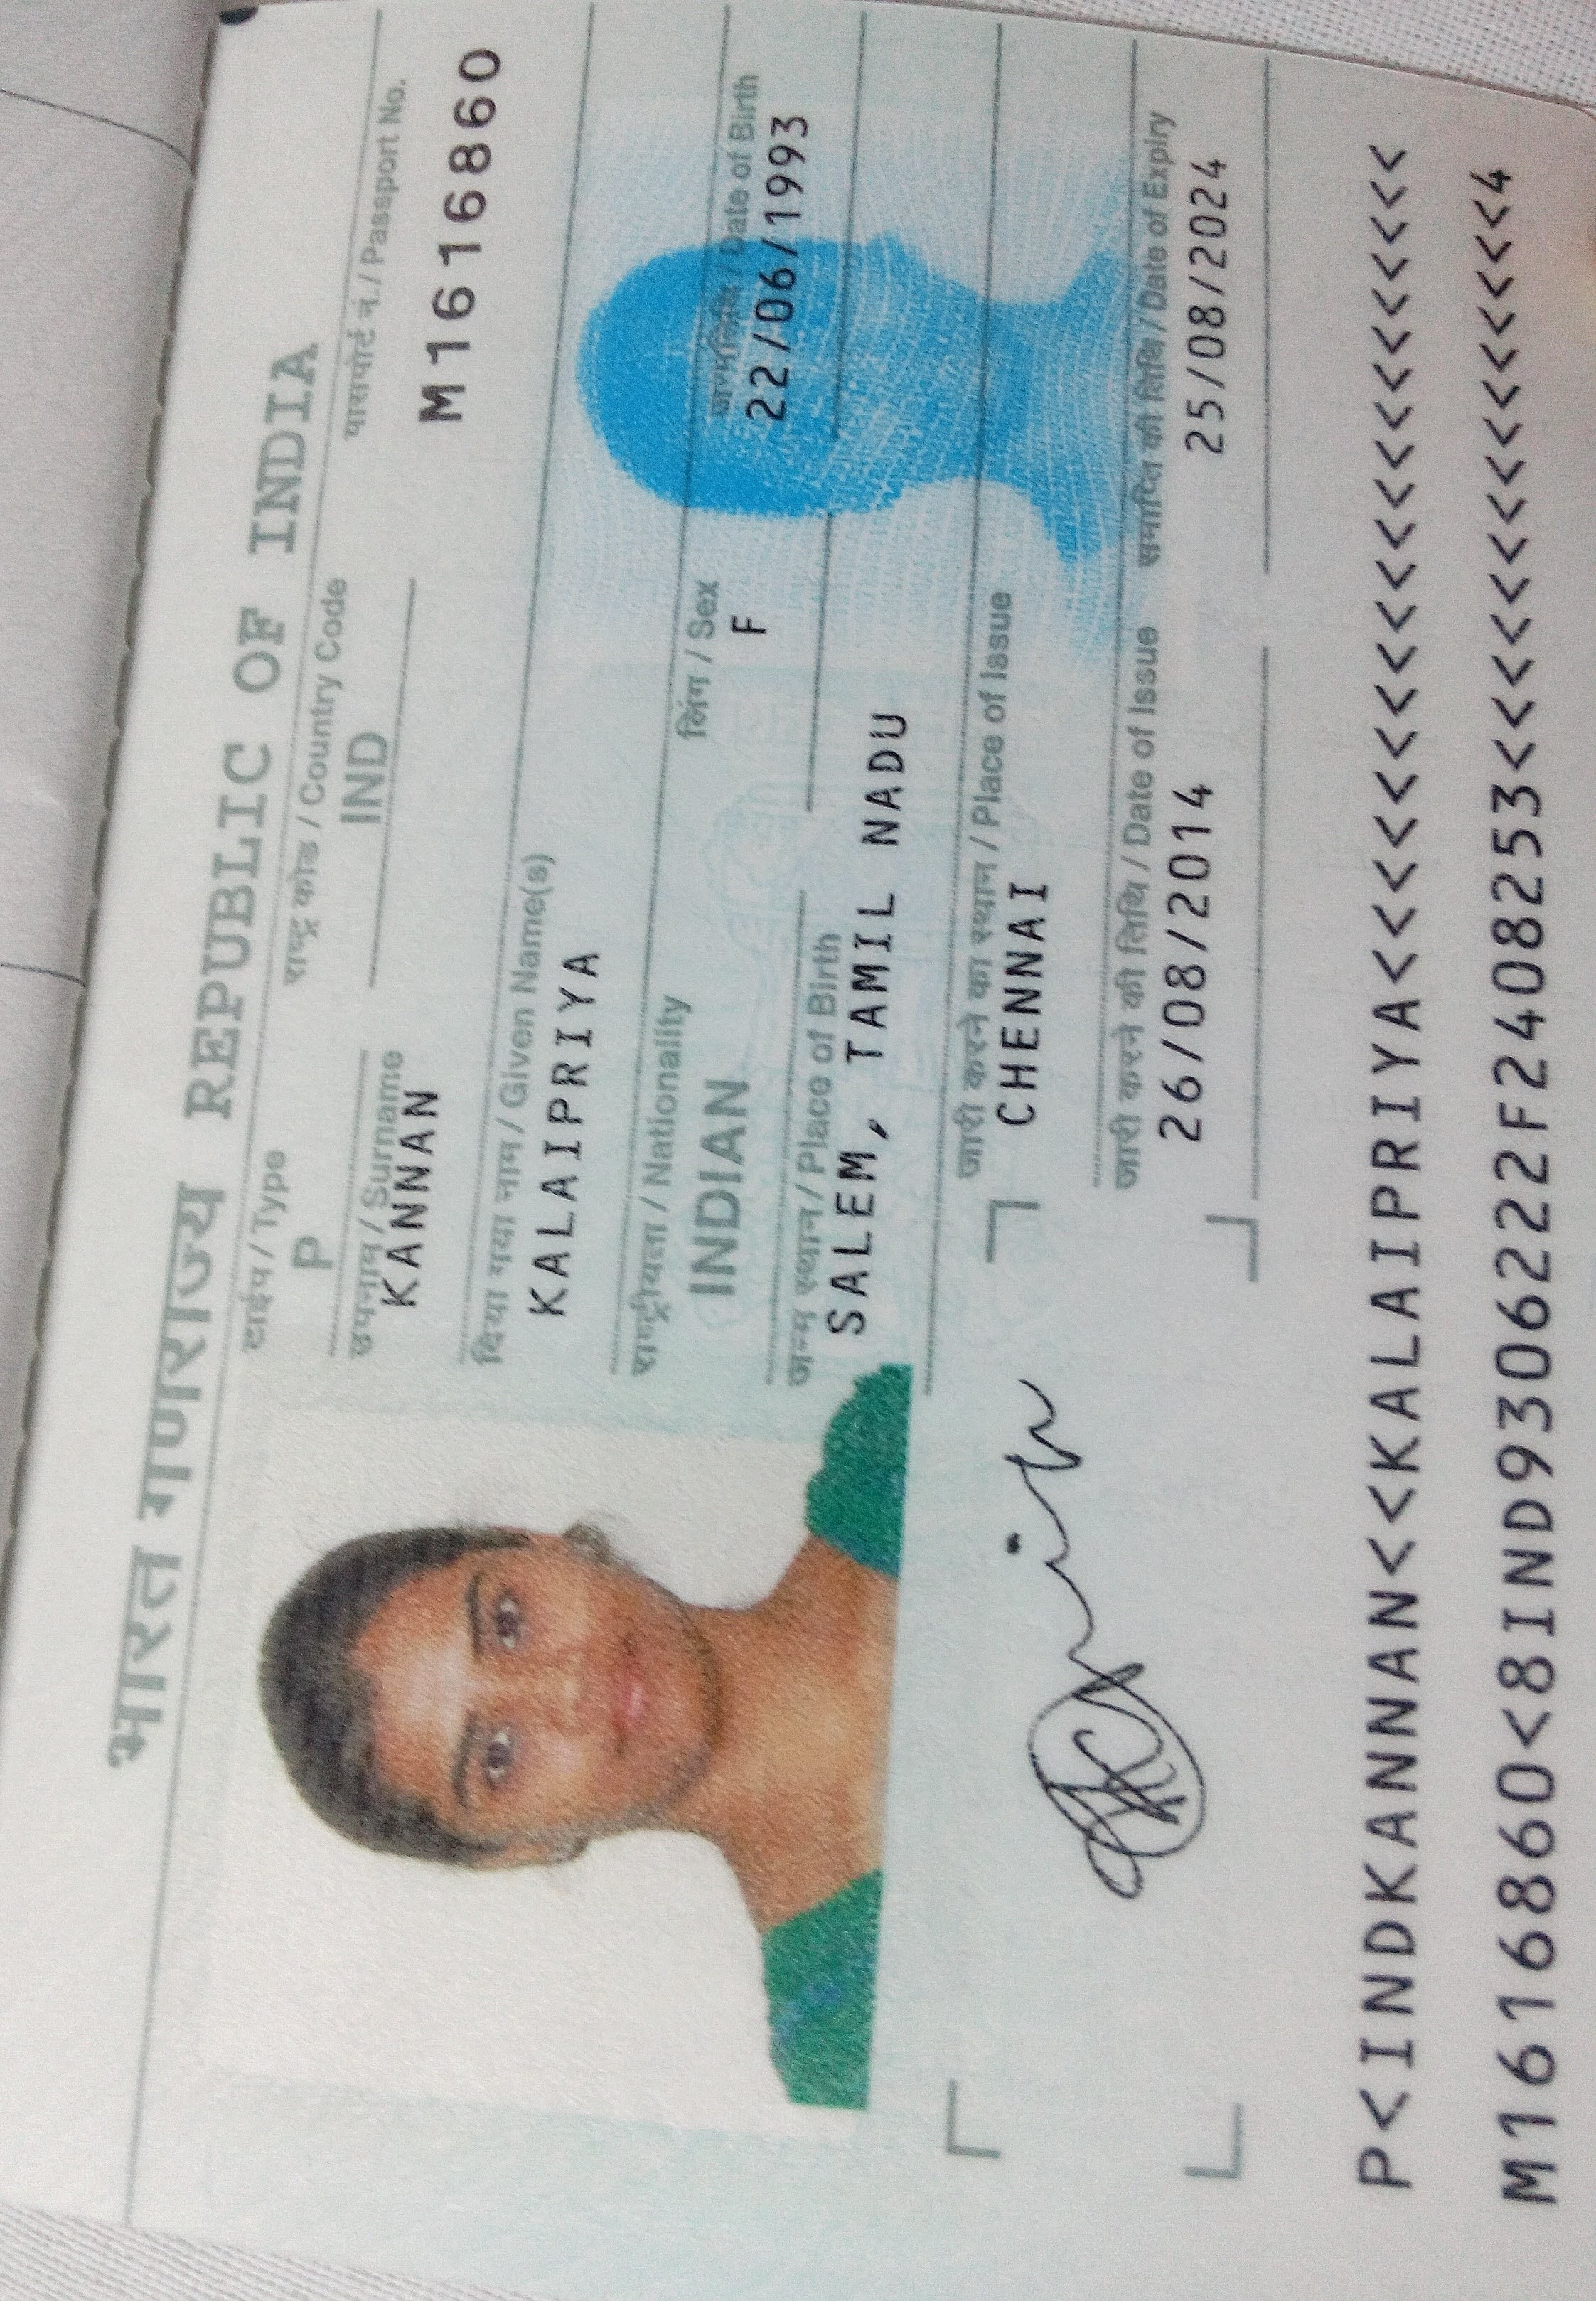 भारत गणराज्य REPUBLIC OF INDIA
टाईप / Type
राष्ट्र कोड / Country Code
पासपोर्ट नं. / Passport No.
P
IND
M1616860
उपनाम / Surname
KANNAN
दिया गया नाम / Given Name(s)
KALAIPRIYA
राष्ट्रीयता / Nationality
लिंग / Sex
जन्मतिथि / Date of Birth
INDIAN
F
22/06/1993
जन्म स्थान / Place of Birth
SALEM, TAMIL NADU
जारी करने का स्थान / Place of Issue
CHENNAI
जारी करने की तिथि / Date of Issue
समाप्ति की तिथि / Date of Expiry
26/08/2014
25/08/2024
P<INDKANNAN<<KALAIPRIYA<<<<<<<<<<<<<<<<<<<<<
M1616860<8IND9306222F2408253<<<<<<<<<<<<<<<4